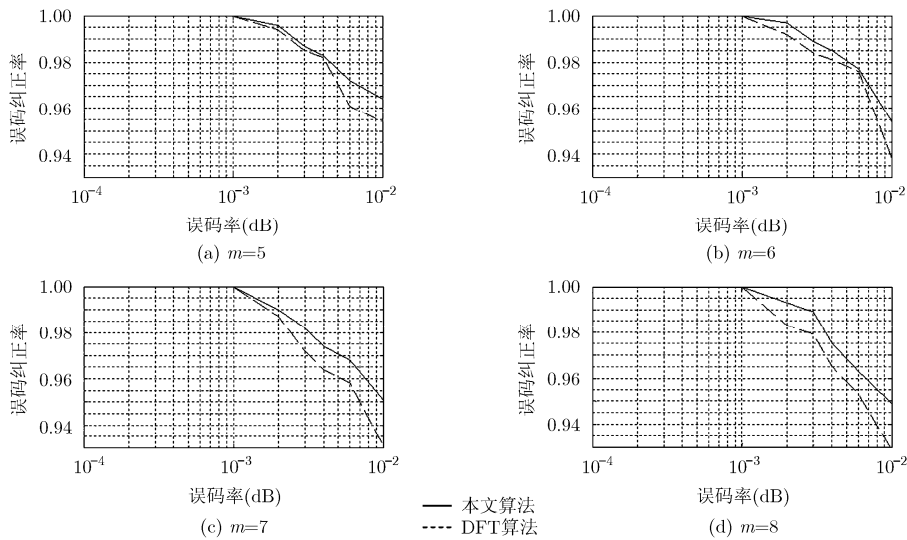 1.00
0.98
0.96
0.94
误码纠正率
10⁻⁴
10⁻³
10⁻²
误码率(dB)
(a) m=5
1.00
0.98
0.96
0.94
误码纠正率
10⁻⁴
10⁻³
10⁻²
误码率(dB)
(b) m=6
1.00
0.98
0.96
0.94
误码纠正率
10⁻⁴
10⁻³
10⁻²
误码率(dB)
(c) m=7
1.00
0.98
0.96
0.94
误码纠正率
10⁻⁴
10⁻³
10⁻²
误码率(dB)
(d) m=8
本文算法
DFT算法